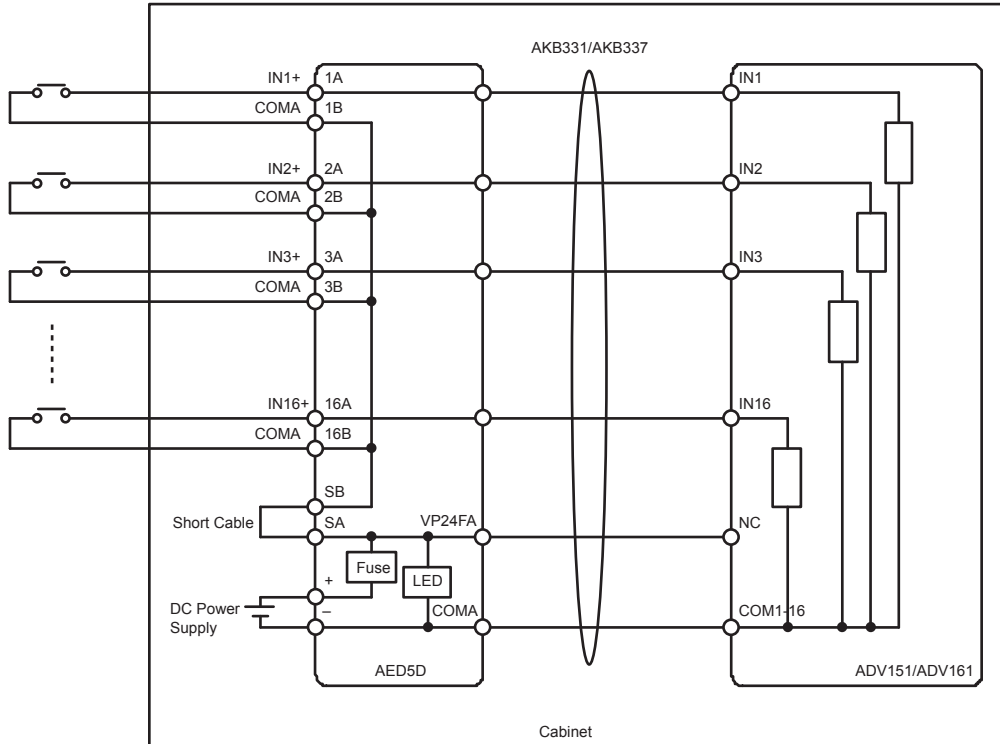 AKB331/AKB337
IN1+ 1A IN1
COMA 1B
IN2+ 2A IN2
COMA 2B
IN3+ 3A IN3
COMA 3B
IN16+ 16A IN16
COMA 16B
SB
Short Cable SA VP24FA NC
Fuse
LED
+
DC Power Supply – COMA COM1-16
AED5D ADV151/ADV161
Cabinet